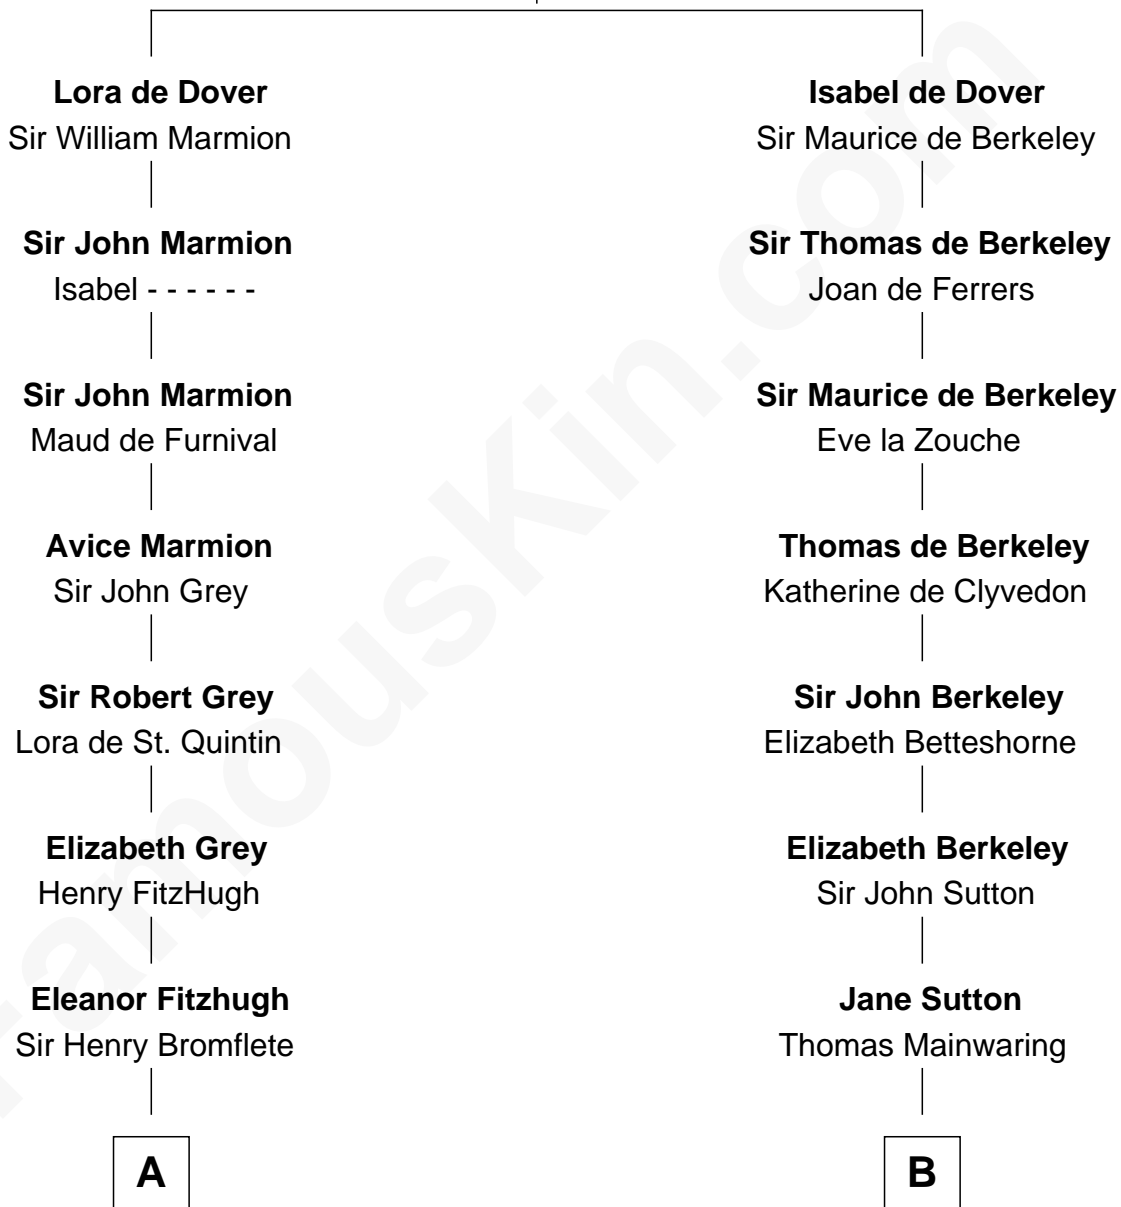 Lora de Dover
Sir William Marmion
Sir John Marmion
Isabel - - - - - -
Sir John Marmion
Maud de Furnival
Avice Marmion
Sir John Grey
Sir Robert Grey
Lora de St. Quintin
Elizabeth Grey
Henry FitzHugh
Eleanor Fitzhugh
Sir Henry Bromflete
A
Isabel de Dover
Sir Maurice de Berkeley
Sir Thomas de Berkeley
Joan de Ferrers
Sir Maurice de Berkeley
Eve la Zouche
Thomas de Berkeley
Katherine de Clyvedon
Sir John Berkeley
Elizabeth Betteshorne
Elizabeth Berkeley
Sir John Sutton
Jane Sutton
Thomas Mainwaring
B
FamousKin.com